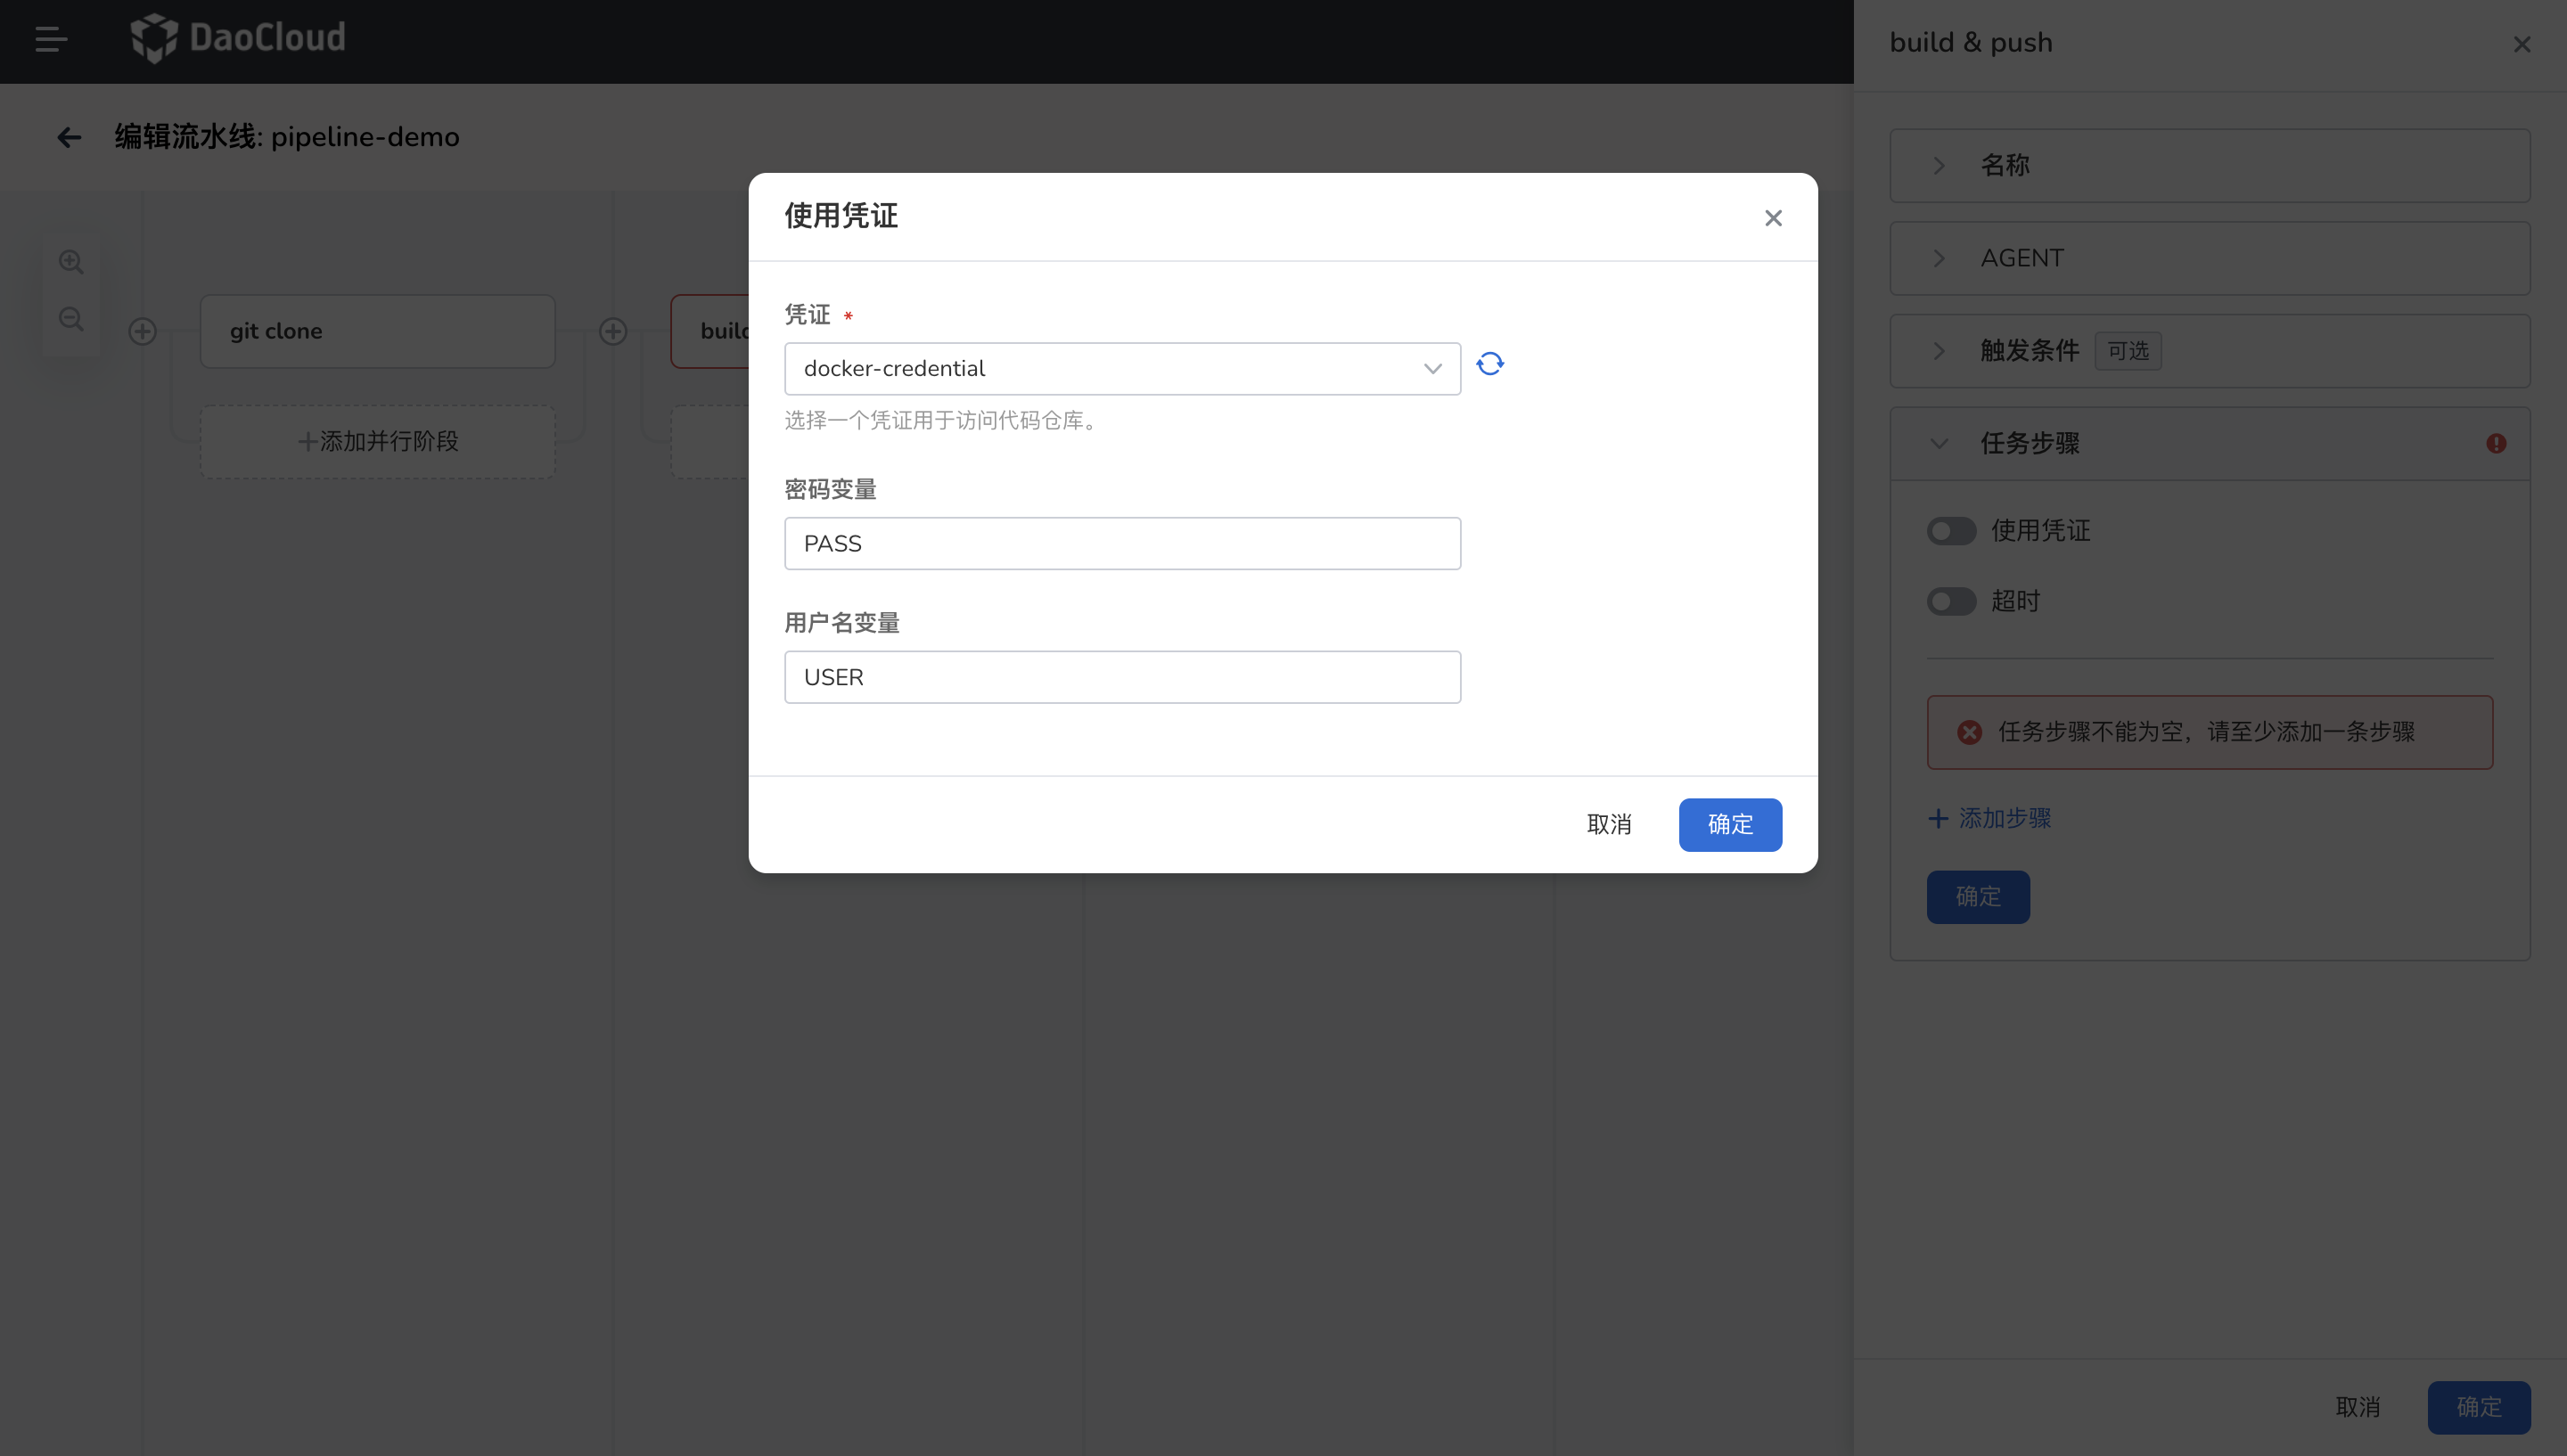 DaoCloud
编辑流水线: pipeline-demo
git clone
添加并行阶段
使用凭证
凭证 *
docker-credential
选择一个凭证用于访问代码仓库。
密码变量
PASS
用户名变量
USER
取消
确定
build & push
名称
AGENT
触发条件 可选
任务步骤
使用凭证
超时
任务步骤不能为空，请至少添加一条步骤
添加步骤
确定
取消
确定